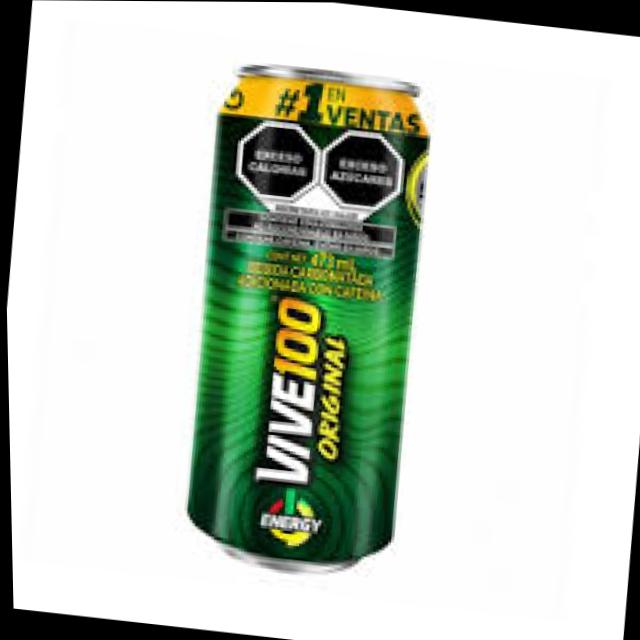 #1 EN
VENTAS
EXCESO
CALORÍAS
EXCESO
AZÚCARES
CONT. NET. 473 mL
BEBIDA CARBONATADA
ADICIONADA CON CAFEÍNA
VIVE100
ORIGINAL
ENERGY